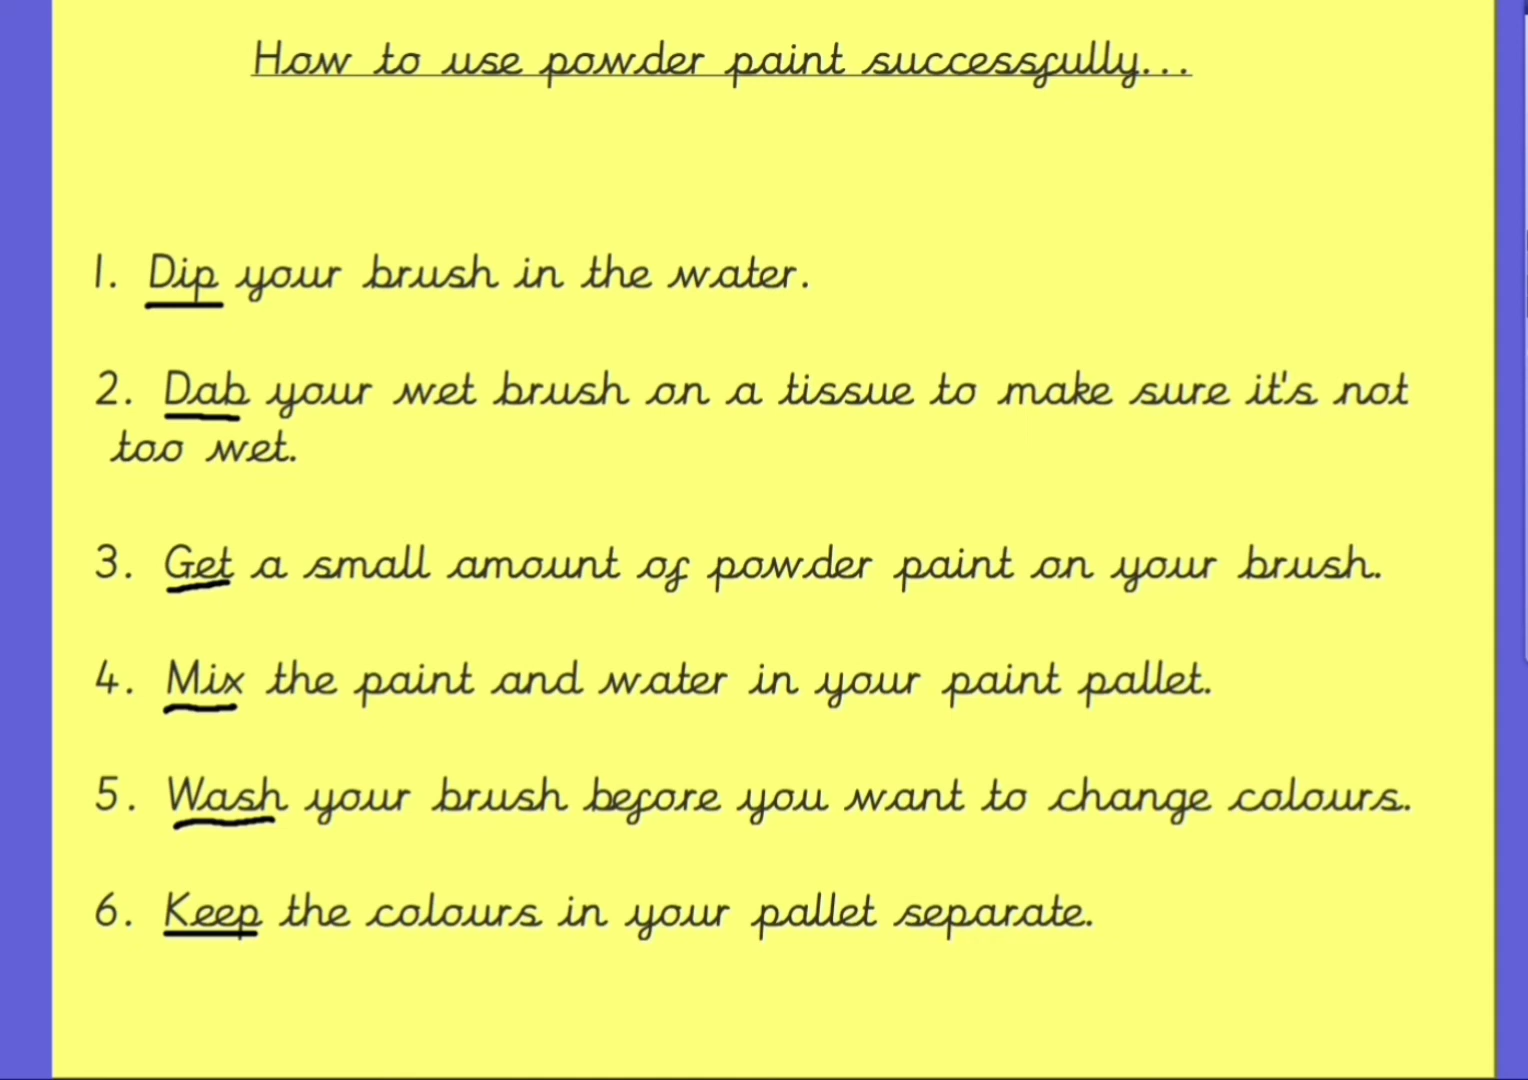 How to use powder paint successfully...
1. Dip your brush in the water.
2. Dab your wet brush on a tissue to make sure it's not
too wet.
3. Get a small amount of powder paint on your brush.
4. Mix the paint and water in your paint pallet.
5. Wash your brush before you want to change colours.
6. Keep the colours in your pallet separate.